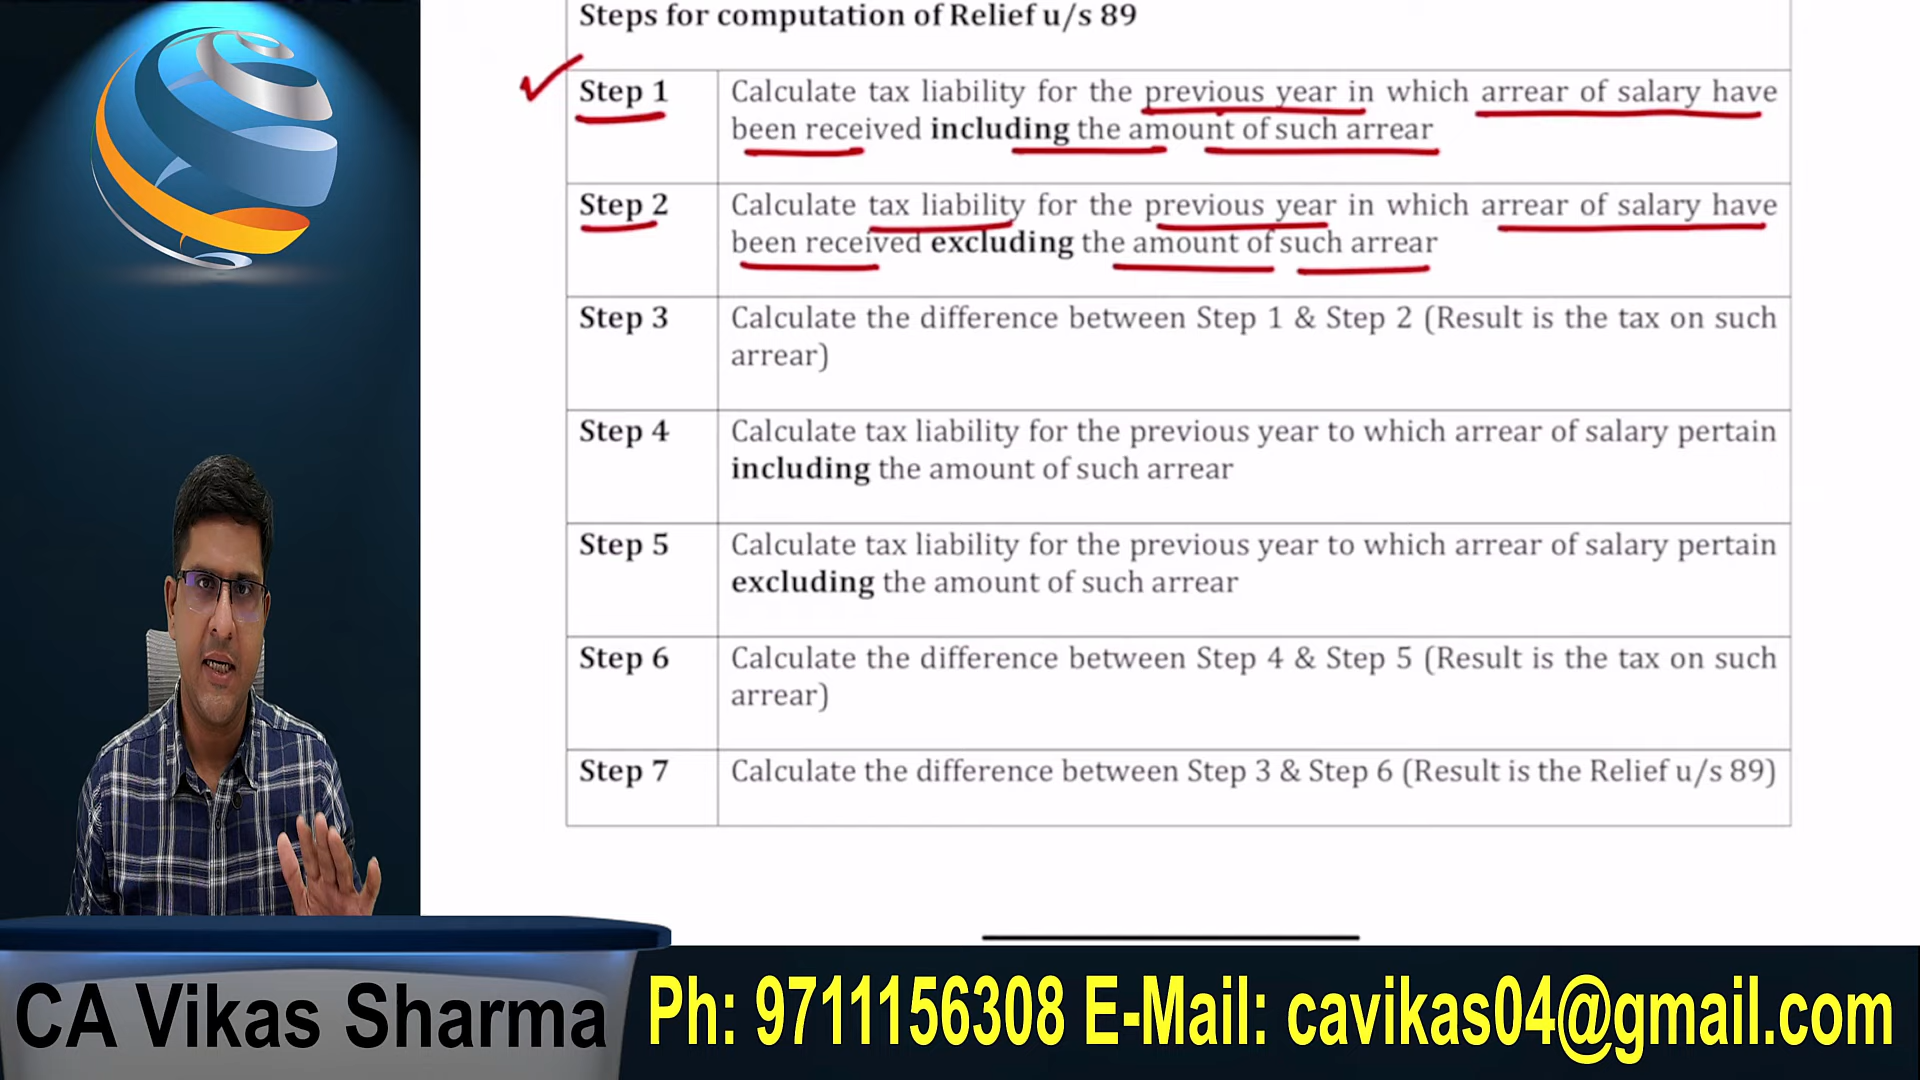 Steps for computation of Relief u/s 89
Step 1
Calculate tax liability for the previous year in which arrear of salary have
been received including the amount of such arrear
Step 2
Calculate tax liability for the previous year in which arrear of salary have
been received excluding the amount of such arrear
Step 3
Calculate the difference between Step 1 & Step 2 (Result is the tax on such
arrear)
Step 4
Calculate tax liability for the previous year to which arrear of salary pertain
including the amount of such arrear
Step 5
Calculate tax liability for the previous year to which arrear of salary pertain
excluding the amount of such arrear
Step 6
Calculate the difference between Step 4 & Step 5 (Result is the tax on such
arrear)
Step 7
Calculate the difference between Step 3 & Step 6 (Result is the Relief u/s 89)
CA Vikas Sharma
Ph: 9711156308 E-Mail: cavikas04@gmail.com